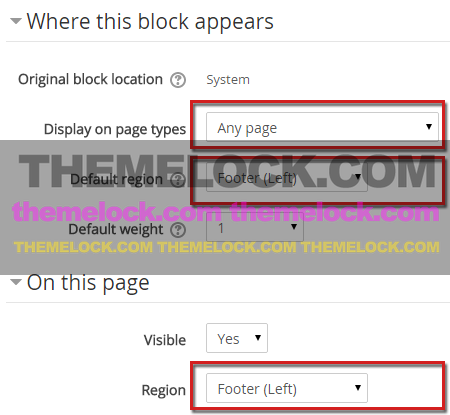 Where this block appears
Original block location ? System
Display on page types Any page
THEMELOCK.COM
Default region ? Footer (Left)
themelock.com themelock.com
Default weight ? 1
THEMELOCK.COM THEMELOCK.COM THEMELOCK.COM
On this page
Visible Yes
Region Footer (Left)